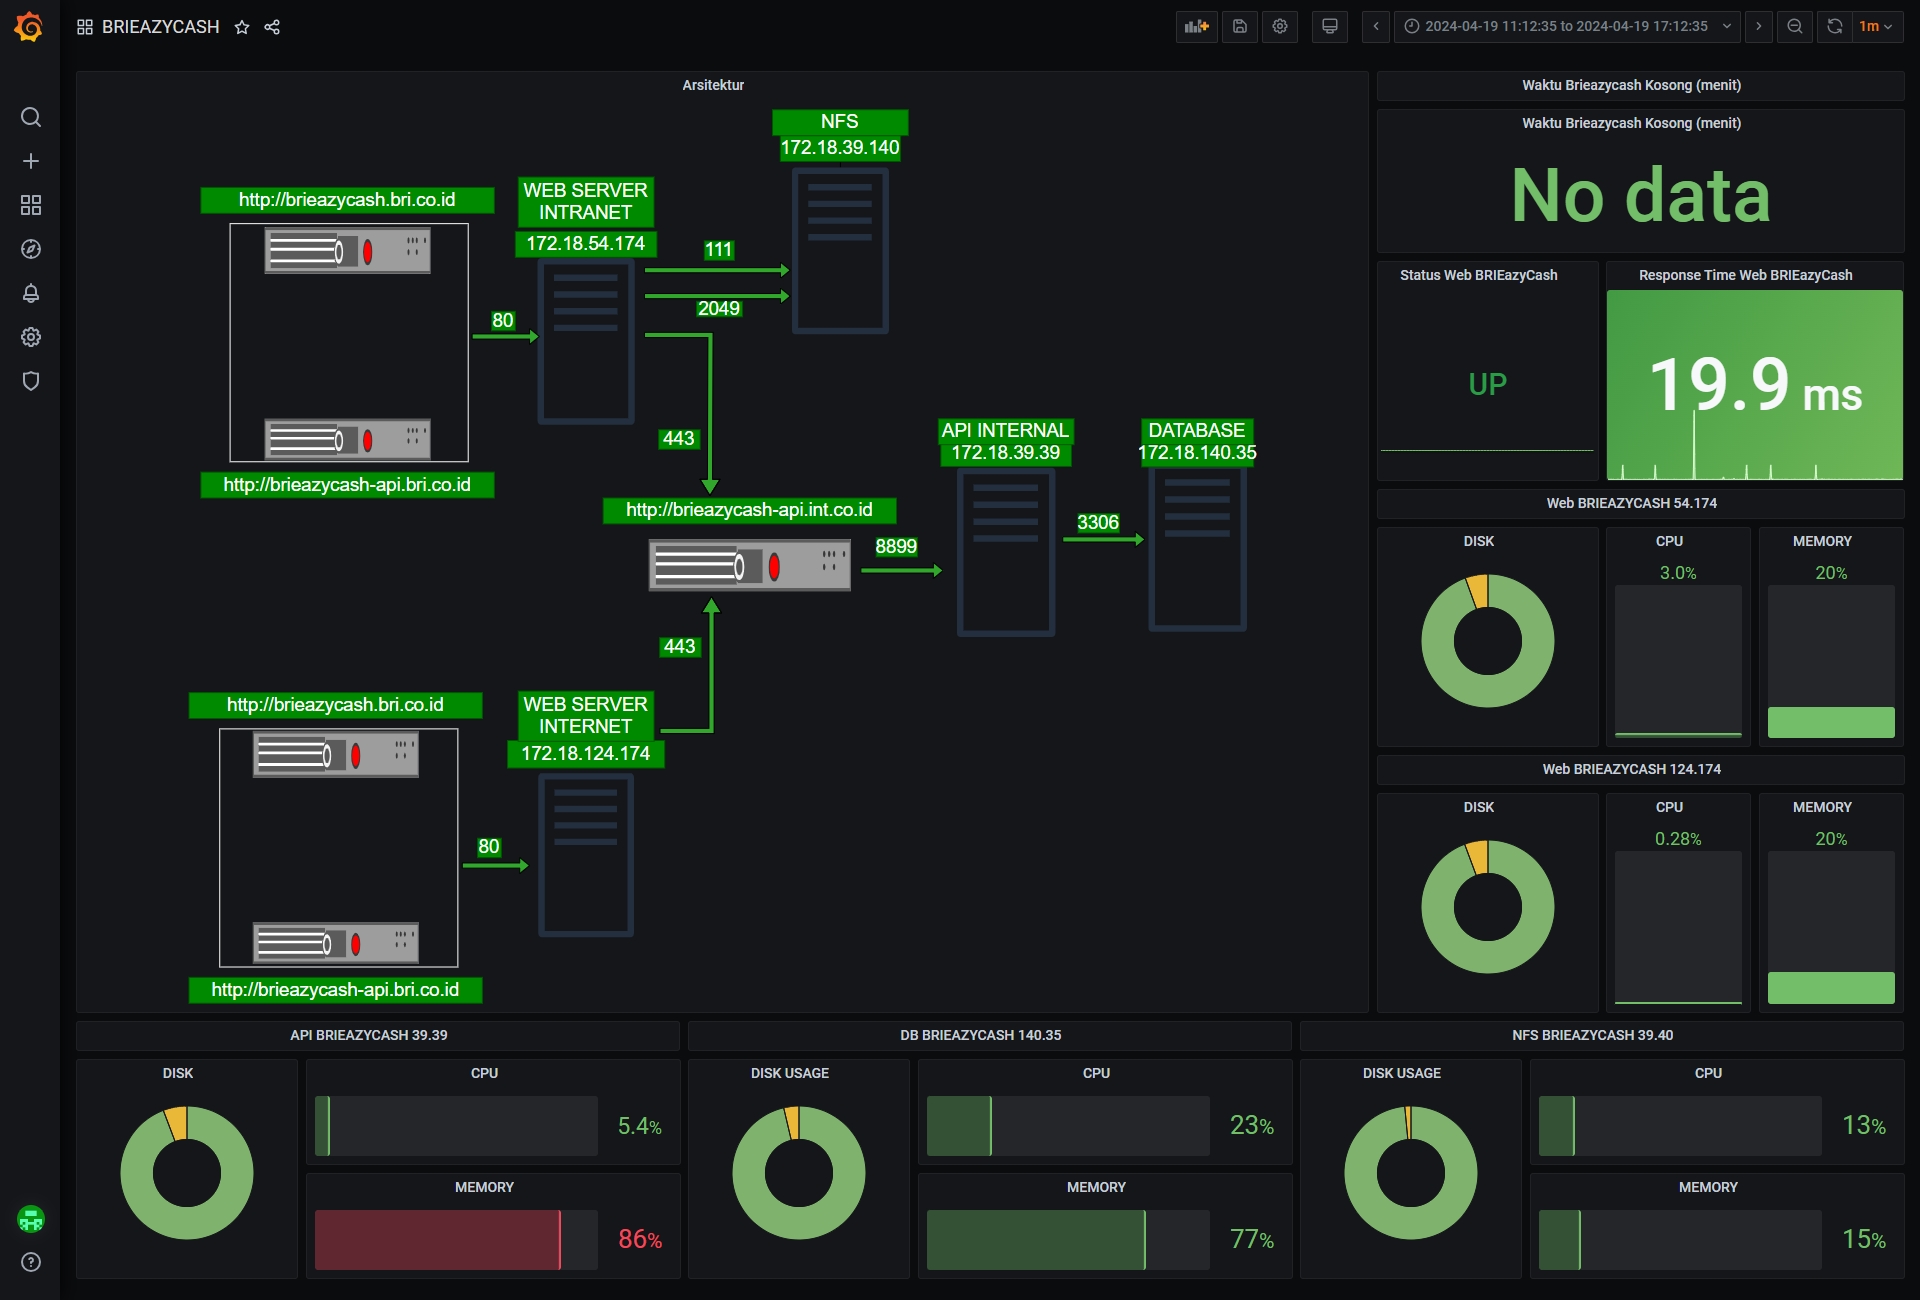 BRIEAZYCASH
2024-04-19 11:12:35 to 2024-04-19 17:12:35
1m
Arsitektur
NFS
172.18.39.140
http://brieazycash.bri.co.id
WEB SERVER
INTRANET
172.18.54.174
111
2049
80
443
http://brieazycash-api.bri.co.id
http://brieazycash-api.int.co.id
8899
API INTERNAL
172.18.39.39
3306
DATABASE
172.18.140.35
443
http://brieazycash.bri.co.id
WEB SERVER
INTERNET
172.18.124.174
80
http://brieazycash-api.bri.co.id
Waktu Brieazycash Kosong (menit)
Waktu Brieazycash Kosong (menit)
No data
Status Web BRIEazyCash
UP
Response Time Web BRIEazyCash
19.9 ms
Web BRIEAZYCASH 54.174
DISK
CPU
3.0%
MEMORY
20%
Web BRIEAZYCASH 124.174
DISK
CPU
0.28%
MEMORY
20%
API BRIEAZYCASH 39.39
DISK
CPU
5.4%
MEMORY
86%
DB BRIEAZYCASH 140.35
DISK USAGE
CPU
23%
MEMORY
77%
NFS BRIEAZYCASH 39.40
DISK USAGE
CPU
13%
MEMORY
15%